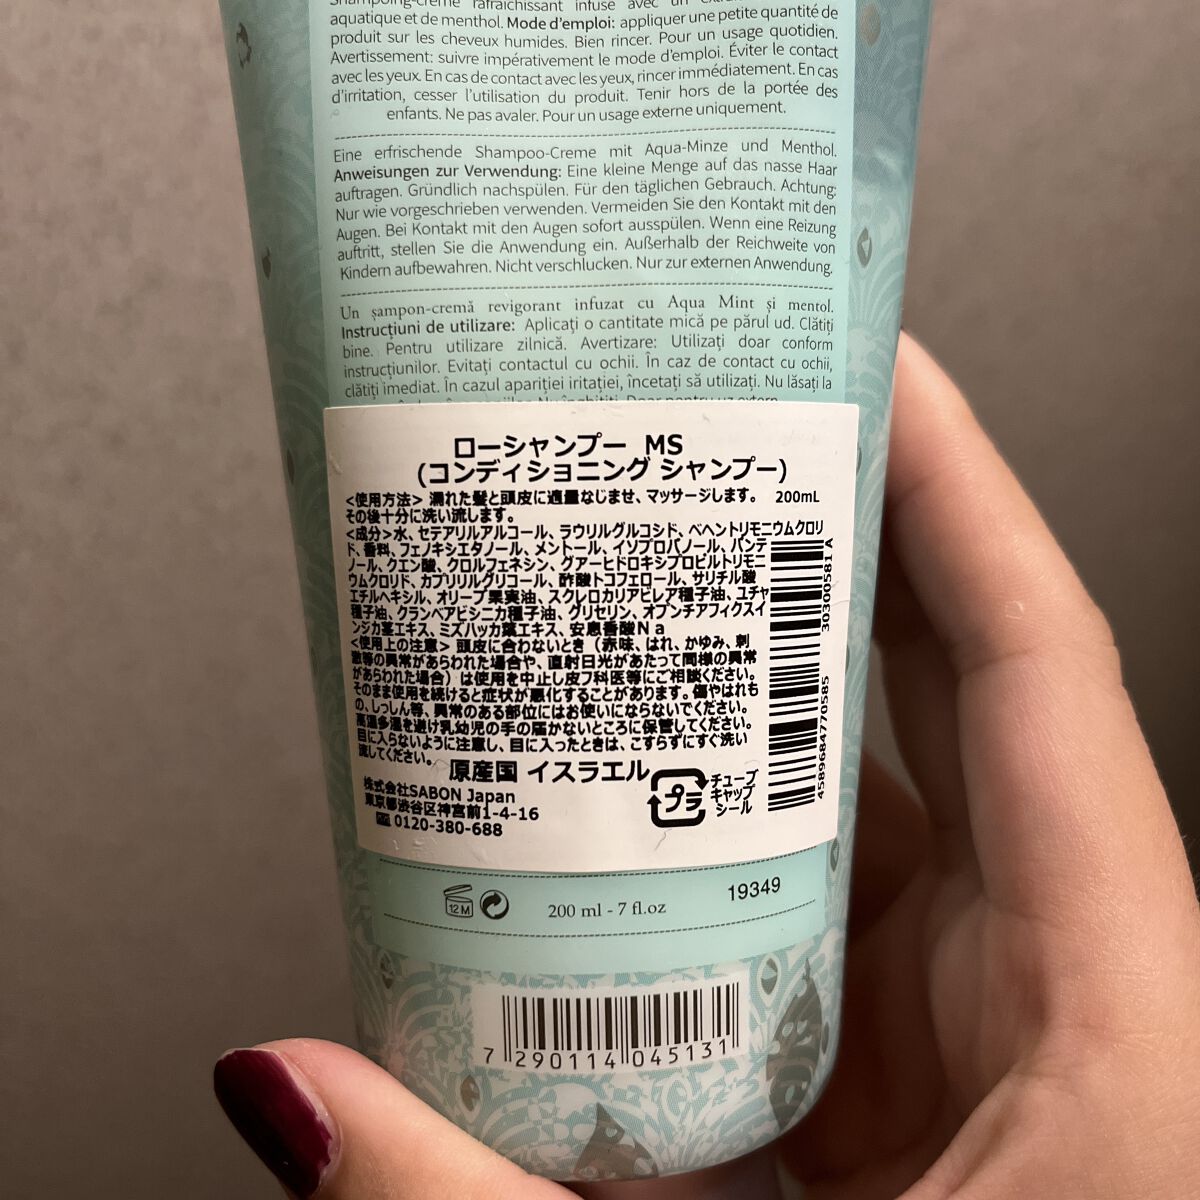 Shampoing-crème rafraîchissant infusé avec un
aquatique et de menthol. Mode d'emploi: appliquer une petite quantité de
produit sur les cheveux humides. Bien rincer. Pour un usage quotidien.
Avertissement: suivre impérativement le mode d'emploi. Éviter le contact
avec les yeux. En cas de contact avec les yeux, rincer immédiatement. En cas
d'irritation, cesser l'utilisation du produit. Tenir hors de la portée des
enfants. Ne pas avaler. Pour un usage externe uniquement.
Eine erfrischende Shampoo-Creme mit Aqua-Minze und Menthol.
Anweisungen zur Verwendung: Eine kleine Menge auf das nasse Haar
auftragen. Gründlich nachspülen. Für den täglichen Gebrauch. Achtung:
Nur wie vorgeschrieben verwenden. Vermeiden Sie den Kontakt mit den
Augen. Bei Kontakt mit den Augen sofort ausspülen. Wenn eine Reizung
auftritt, stellen Sie die Anwendung ein. Außerhalb der Reichweite von
Kindern aufbewahren. Nicht verschlucken. Nur zur externen Anwendung.
Un șampon-cremă revigorant infuzat cu Aqua Mint și mentol.
Instrucțiuni de utilizare: Aplicați o cantitate mică pe părul ud. Clătiți
bine. Pentru utilizare zilnică. Avertizare: Utilizați doar conform
instrucțiunilor. Evitați contactul cu ochii. În caz de contact cu ochii,
clătiți imediat. În cazul apariției iritației, încetați să utilizați. Nu lăsați la
ローシャンプー MS
(コンディショニング シャンプー)
<使用方法> 濡れた髪と頭皮に適量なじませ、マッサージします。 200mL
その後十分に洗い流します。
<成分> 水、セテアリルアルコール、ラウリルグルコシド、ベヘントリモニウムクロリ
ド、香料、フェノキシエタノール、メントール、イソプロパノール、パンテ
ノール、クエン酸、クロルフェネシン、グアーヒドロキシプロピルトリモニ
ウムクロリド、カプリリルグリコール、酢酸トコフェロール、サリチル酸
エチルヘキシル、オリーブ果実油、スクレロカリアビレア種子油、ユチャ
種子油、クランベアビシニカ種子油、グリセリン、オプンチアフィクスイ
ンジカ茎エキス、ミズハッカ葉エキス、安息香酸Na
<使用上の注意> 頭皮に合わないとき(赤味、はれ、かゆみ、刺
激等の異常があらわれた場合や、直射日光があたって同様の異常
があらわれた場合)は使用を中止し皮フ科医等にご相談ください。
そのまま使用を続けると症状が悪化することがあります。傷やはれも
の、しっしん等、異常のある部位にはお使いにならないでください。
高温多湿を避け乳幼児の手の届かないところに保管してください。
目に入らないように注意し、目に入ったときは、こすらずにすぐ洗い
流してください。
原産国 イスラエル
株式会社SABON Japan
東京都渋谷区神宮前1-4-16
0120-380-688
プラ
チューブ
キャップ
シール
30300581A
4589684770585
12 M
200 ml - 7 fl.oz
19349
7 290114 045131